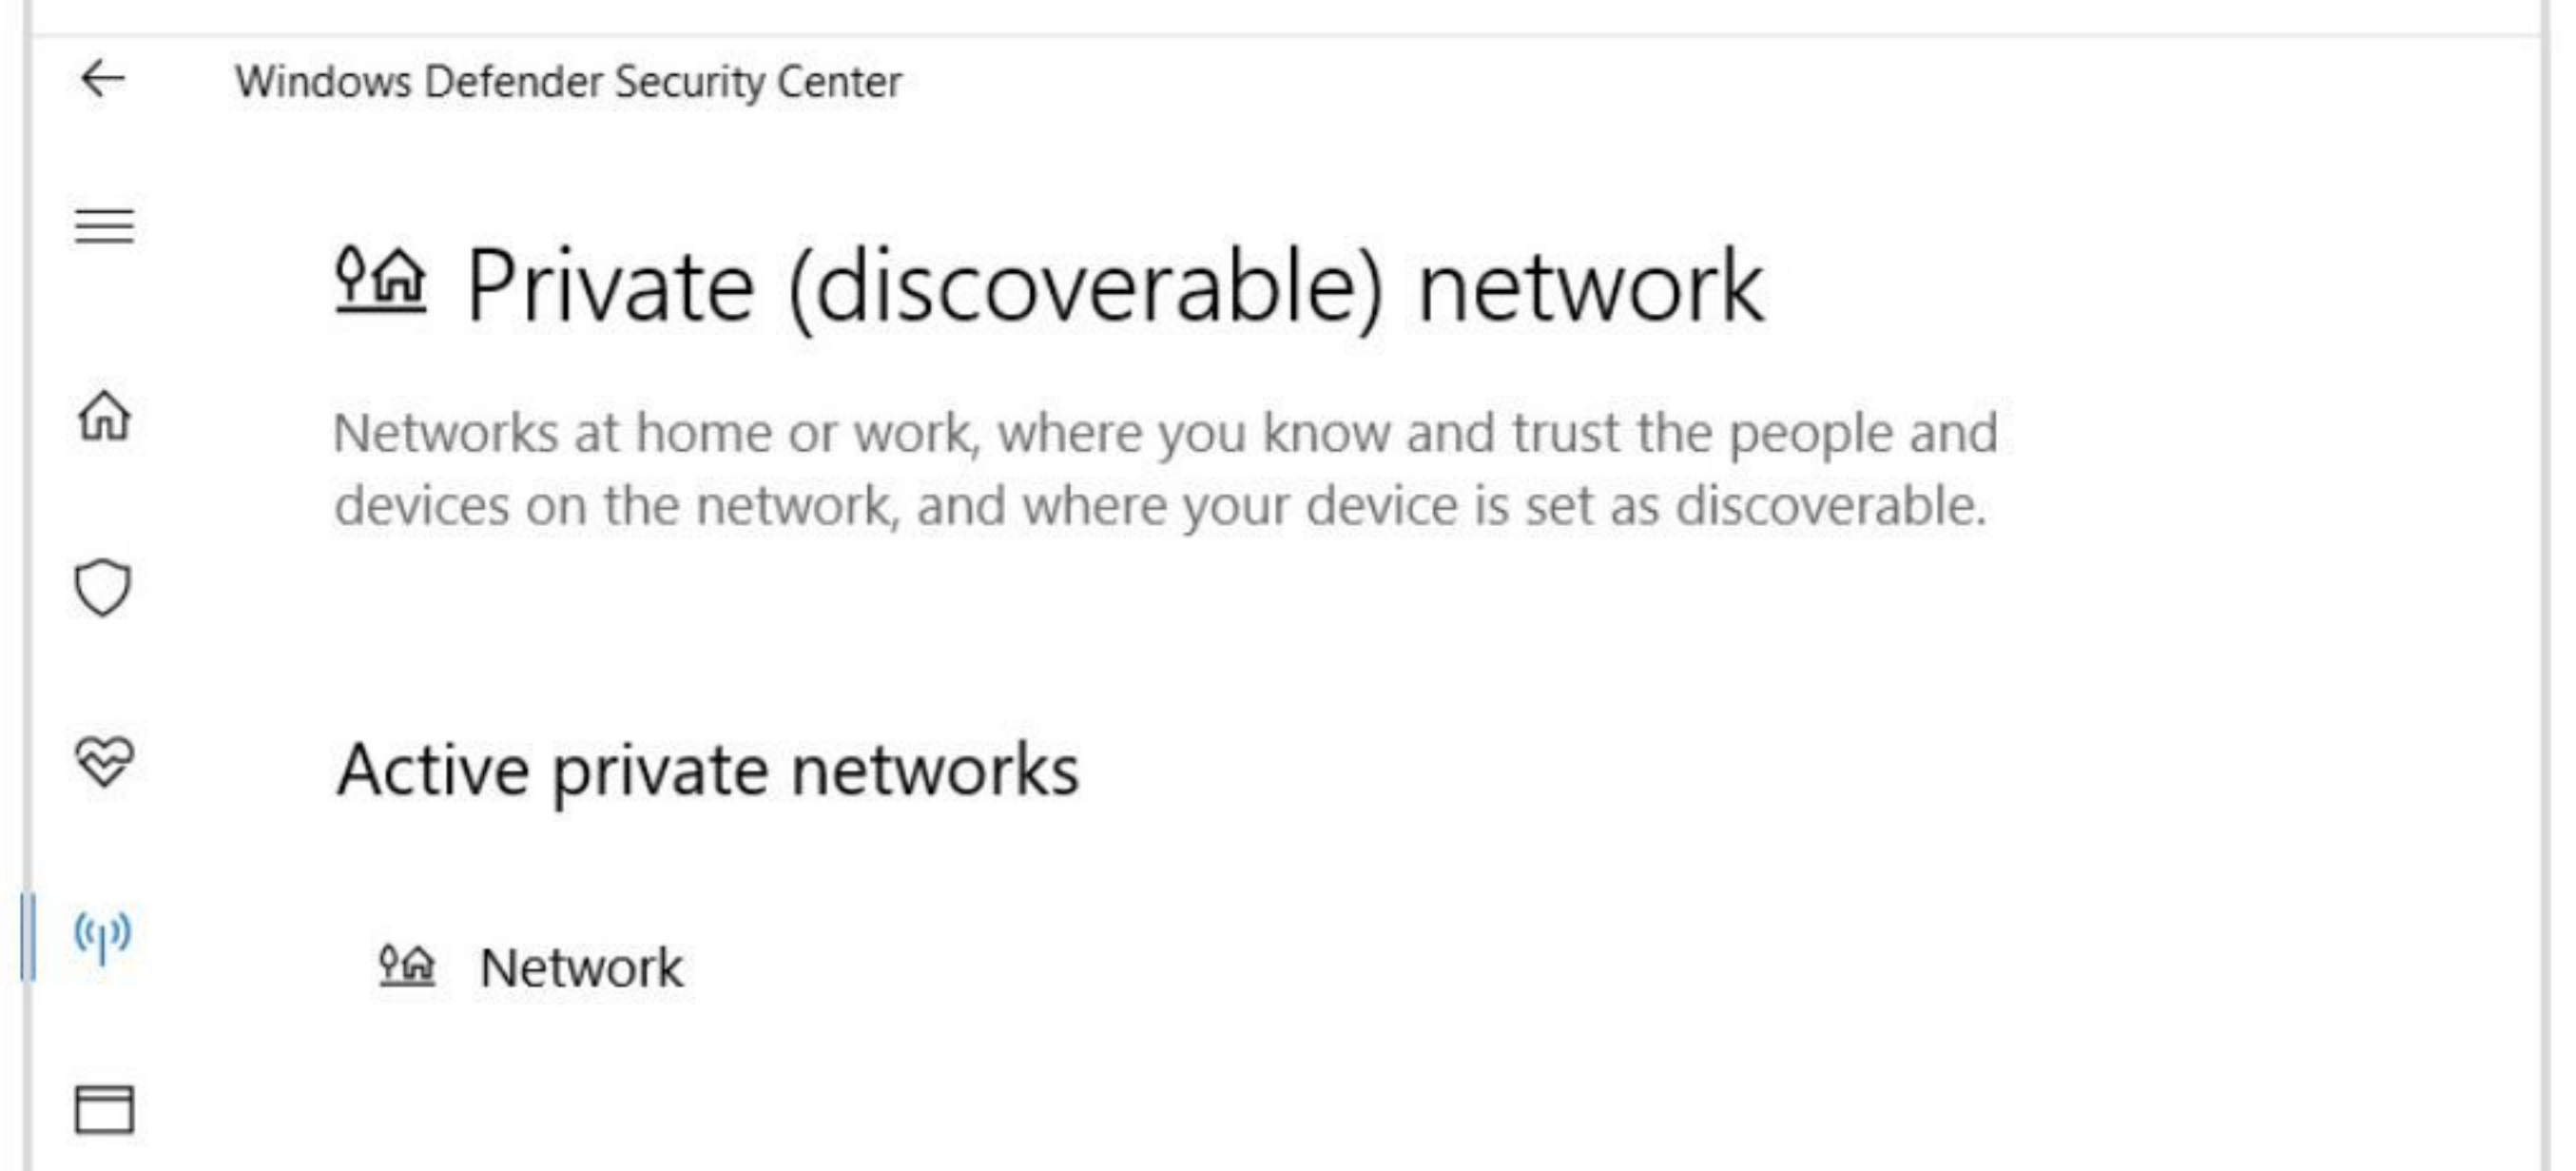 Windows Defender Security Center
Private (discoverable) network
Networks at home or work, where you know and trust the people and
devices on the network, and where your device is set as discoverable.
Active private networks
Network